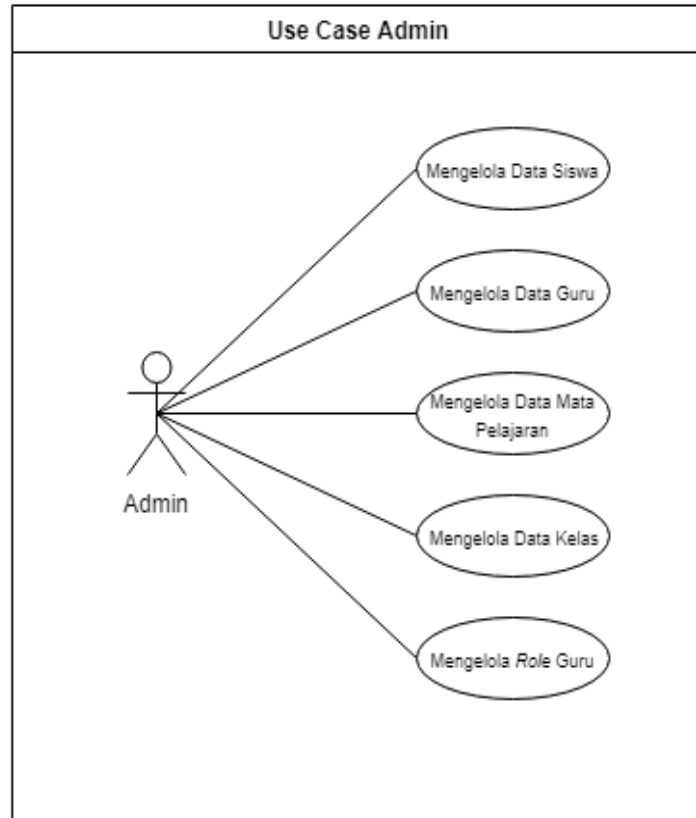 Use Case Admin
Mengelola Data Siswa
Mengelola Data Guru
Mengelola Data Mata
Pelajaran
Admin
Mengelola Data Kelas
Mengelola Role Guru